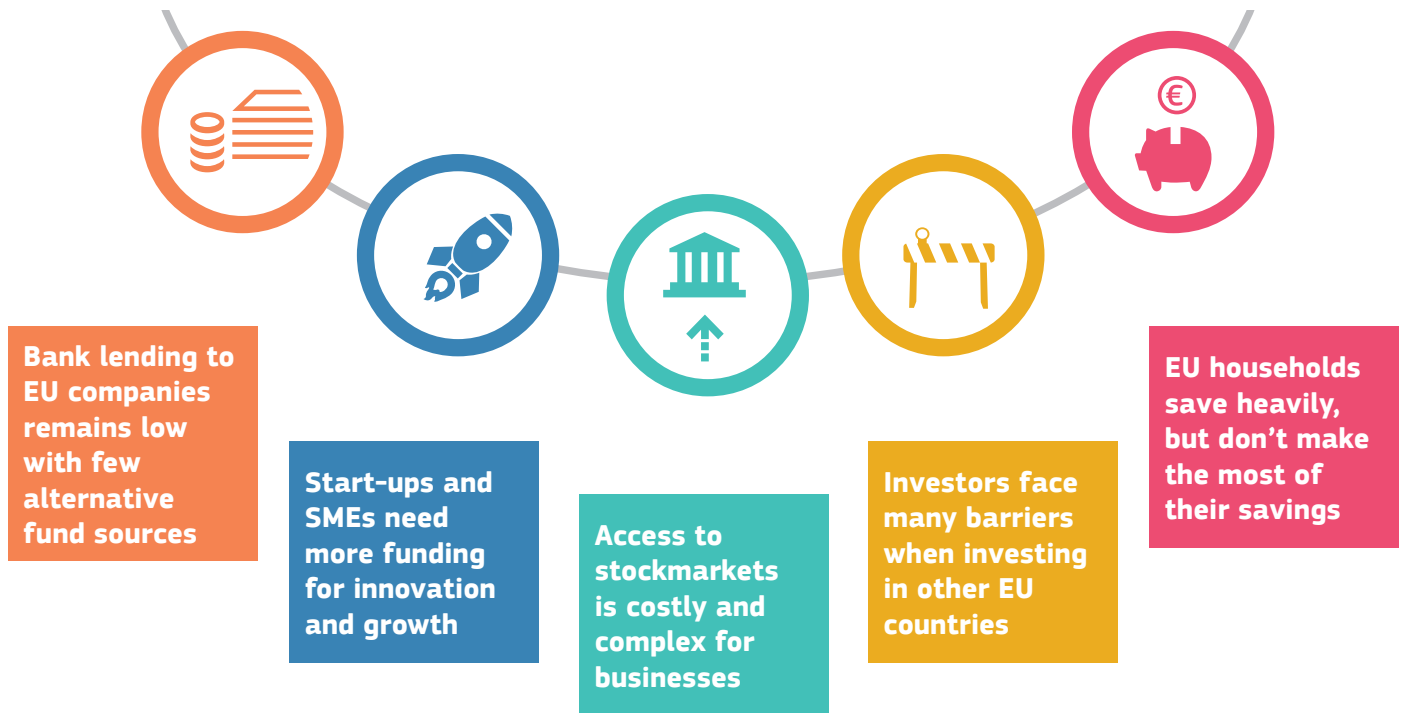 €
Bank lending to
EU companies
remains low
with few
alternative
fund sources
Start-ups and
SMEs need
more funding
for innovation
and growth
Access to
stockmarkets
is costly and
complex for
businesses
Investors face
many barriers
when investing
in other EU
countries
EU households
save heavily,
but don’t make
the most of
their savings